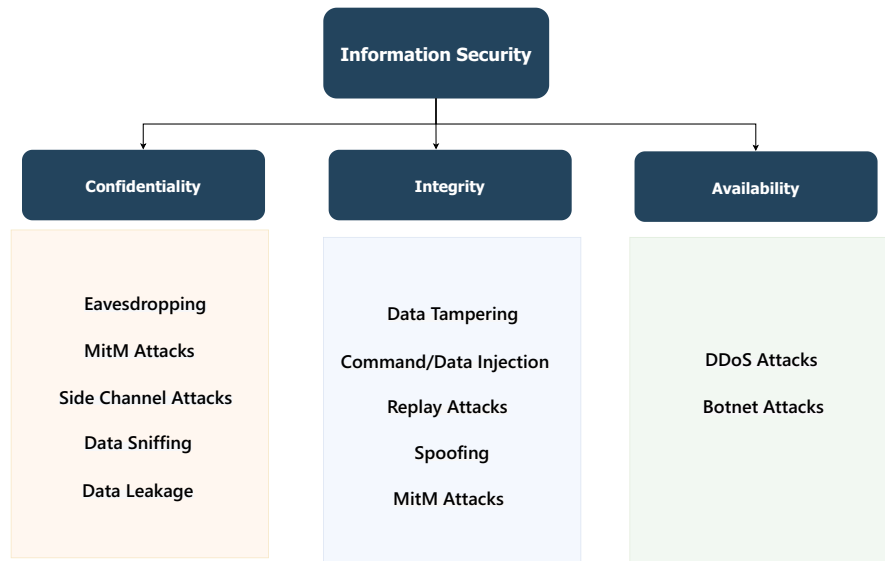 Information Security
Confidentiality
Integrity
Availability
Eavesdropping
MitM Attacks
Side Channel Attacks
Data Sniffing
Data Leakage
Data Tampering
Command/Data Injection
Replay Attacks
Spoofing
MitM Attacks
DDoS Attacks
Botnet Attacks